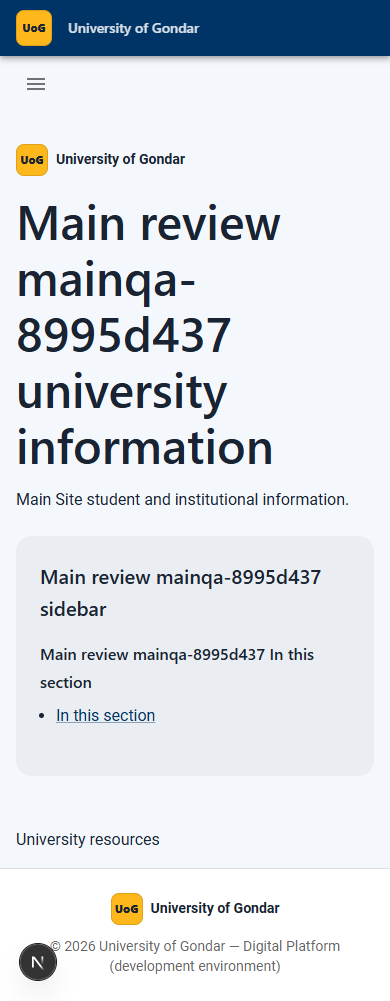 UoG University of Gondar
UoG University of Gondar
Main review
mainqa-
8995d437
university
information
Main Site student and institutional information.
Main review mainqa-8995d437
sidebar
Main review mainqa-8995d437 In this
section
In this section
University resources
UoG University of Gondar
© 2026 University of Gondar — Digital Platform
(development environment)
N